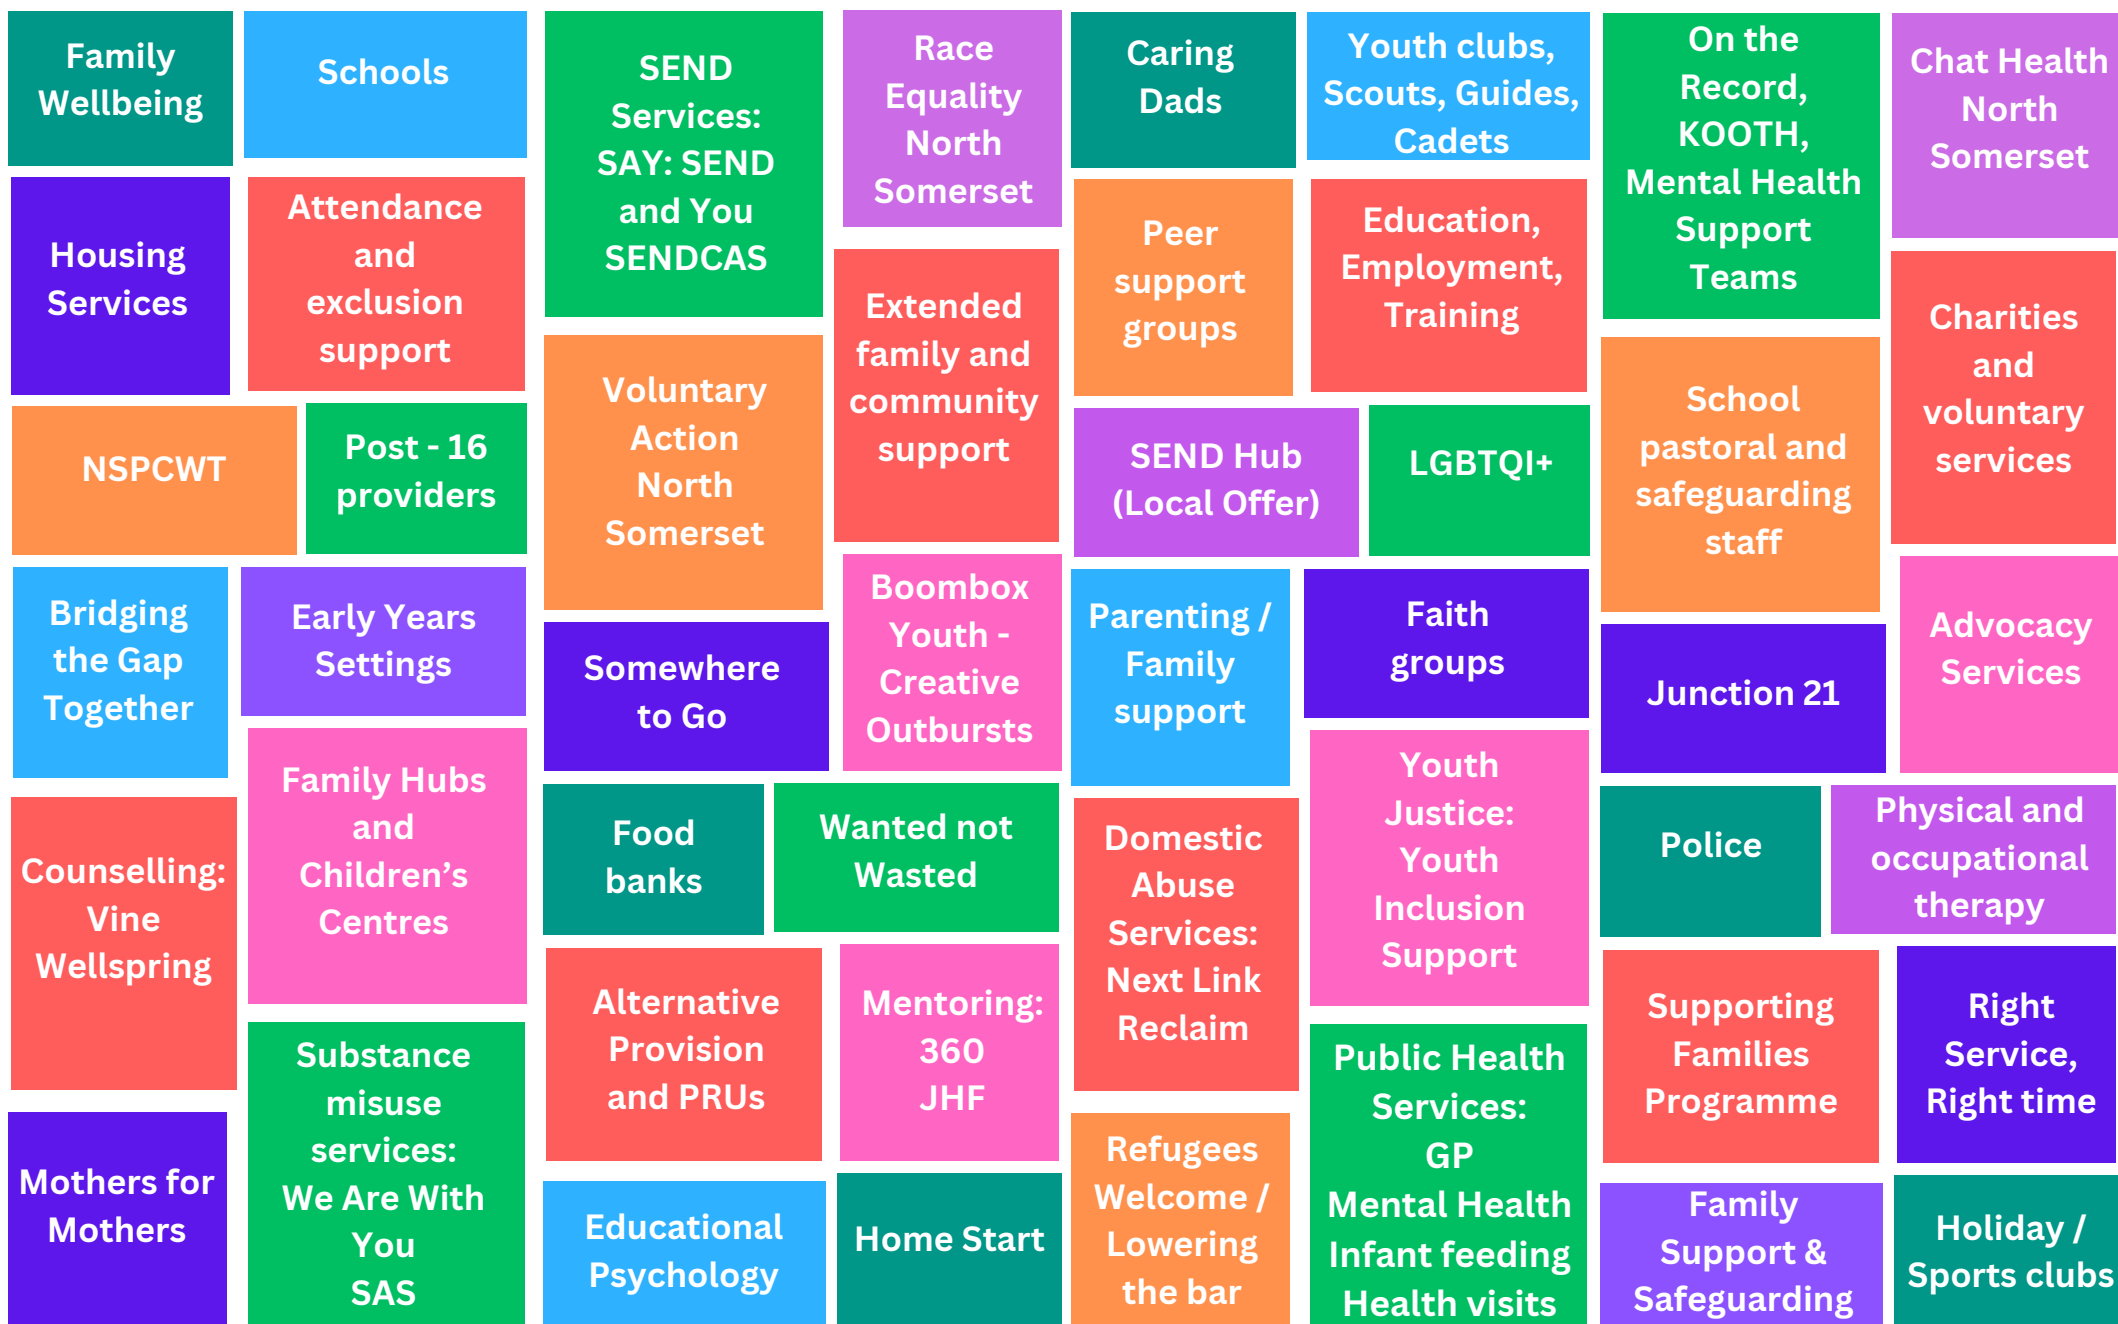 Family
Wellbeing
Schools
SEND
Services:
SAY: SEND
and You
SENDCAS
Race
Equality
North
Somerset
Caring
Dads
Youth clubs,
Scouts, Guides,
Cadets
On the
Record,
KOOTH,
Mental Health
Support
Teams
Chat Health
North
Somerset
Housing
Services
Attendance
and
exclusion
support
Extended
family and
community
support
Peer
support
groups
Education,
Employment,
Training
Charities
and
voluntary
services
NSPCWT
Post - 16
providers
Voluntary
Action
North
Somerset
SEND Hub
(Local Offer)
LGBTQI+
School
pastoral and
safeguarding
staff
Bridging
the Gap
Together
Early Years
Settings
Somewhere
to Go
Boombox
Youth -
Creative
Outbursts
Parenting /
Family
support
Faith
groups
Junction 21
Advocacy
Services
Counselling:
Vine
Wellspring
Family Hubs
and
Children’s
Centres
Food
banks
Wanted not
Wasted
Domestic
Abuse
Services:
Next Link
Reclaim
Youth
Justice:
Youth
Inclusion
Support
Police
Physical and
occupational
therapy
Alternative
Provision
and PRUs
Mentoring:
360
JHF
Supporting
Families
Programme
Right
Service,
Right time
Mothers for
Mothers
Substance
misuse
services:
We Are With
You
SAS
Educational
Psychology
Home Start
Refugees
Welcome /
Lowering
the bar
Public Health
Services:
GP
Mental Health
Infant feeding
Health visits
Family
Support &
Safeguarding
Holiday /
Sports clubs